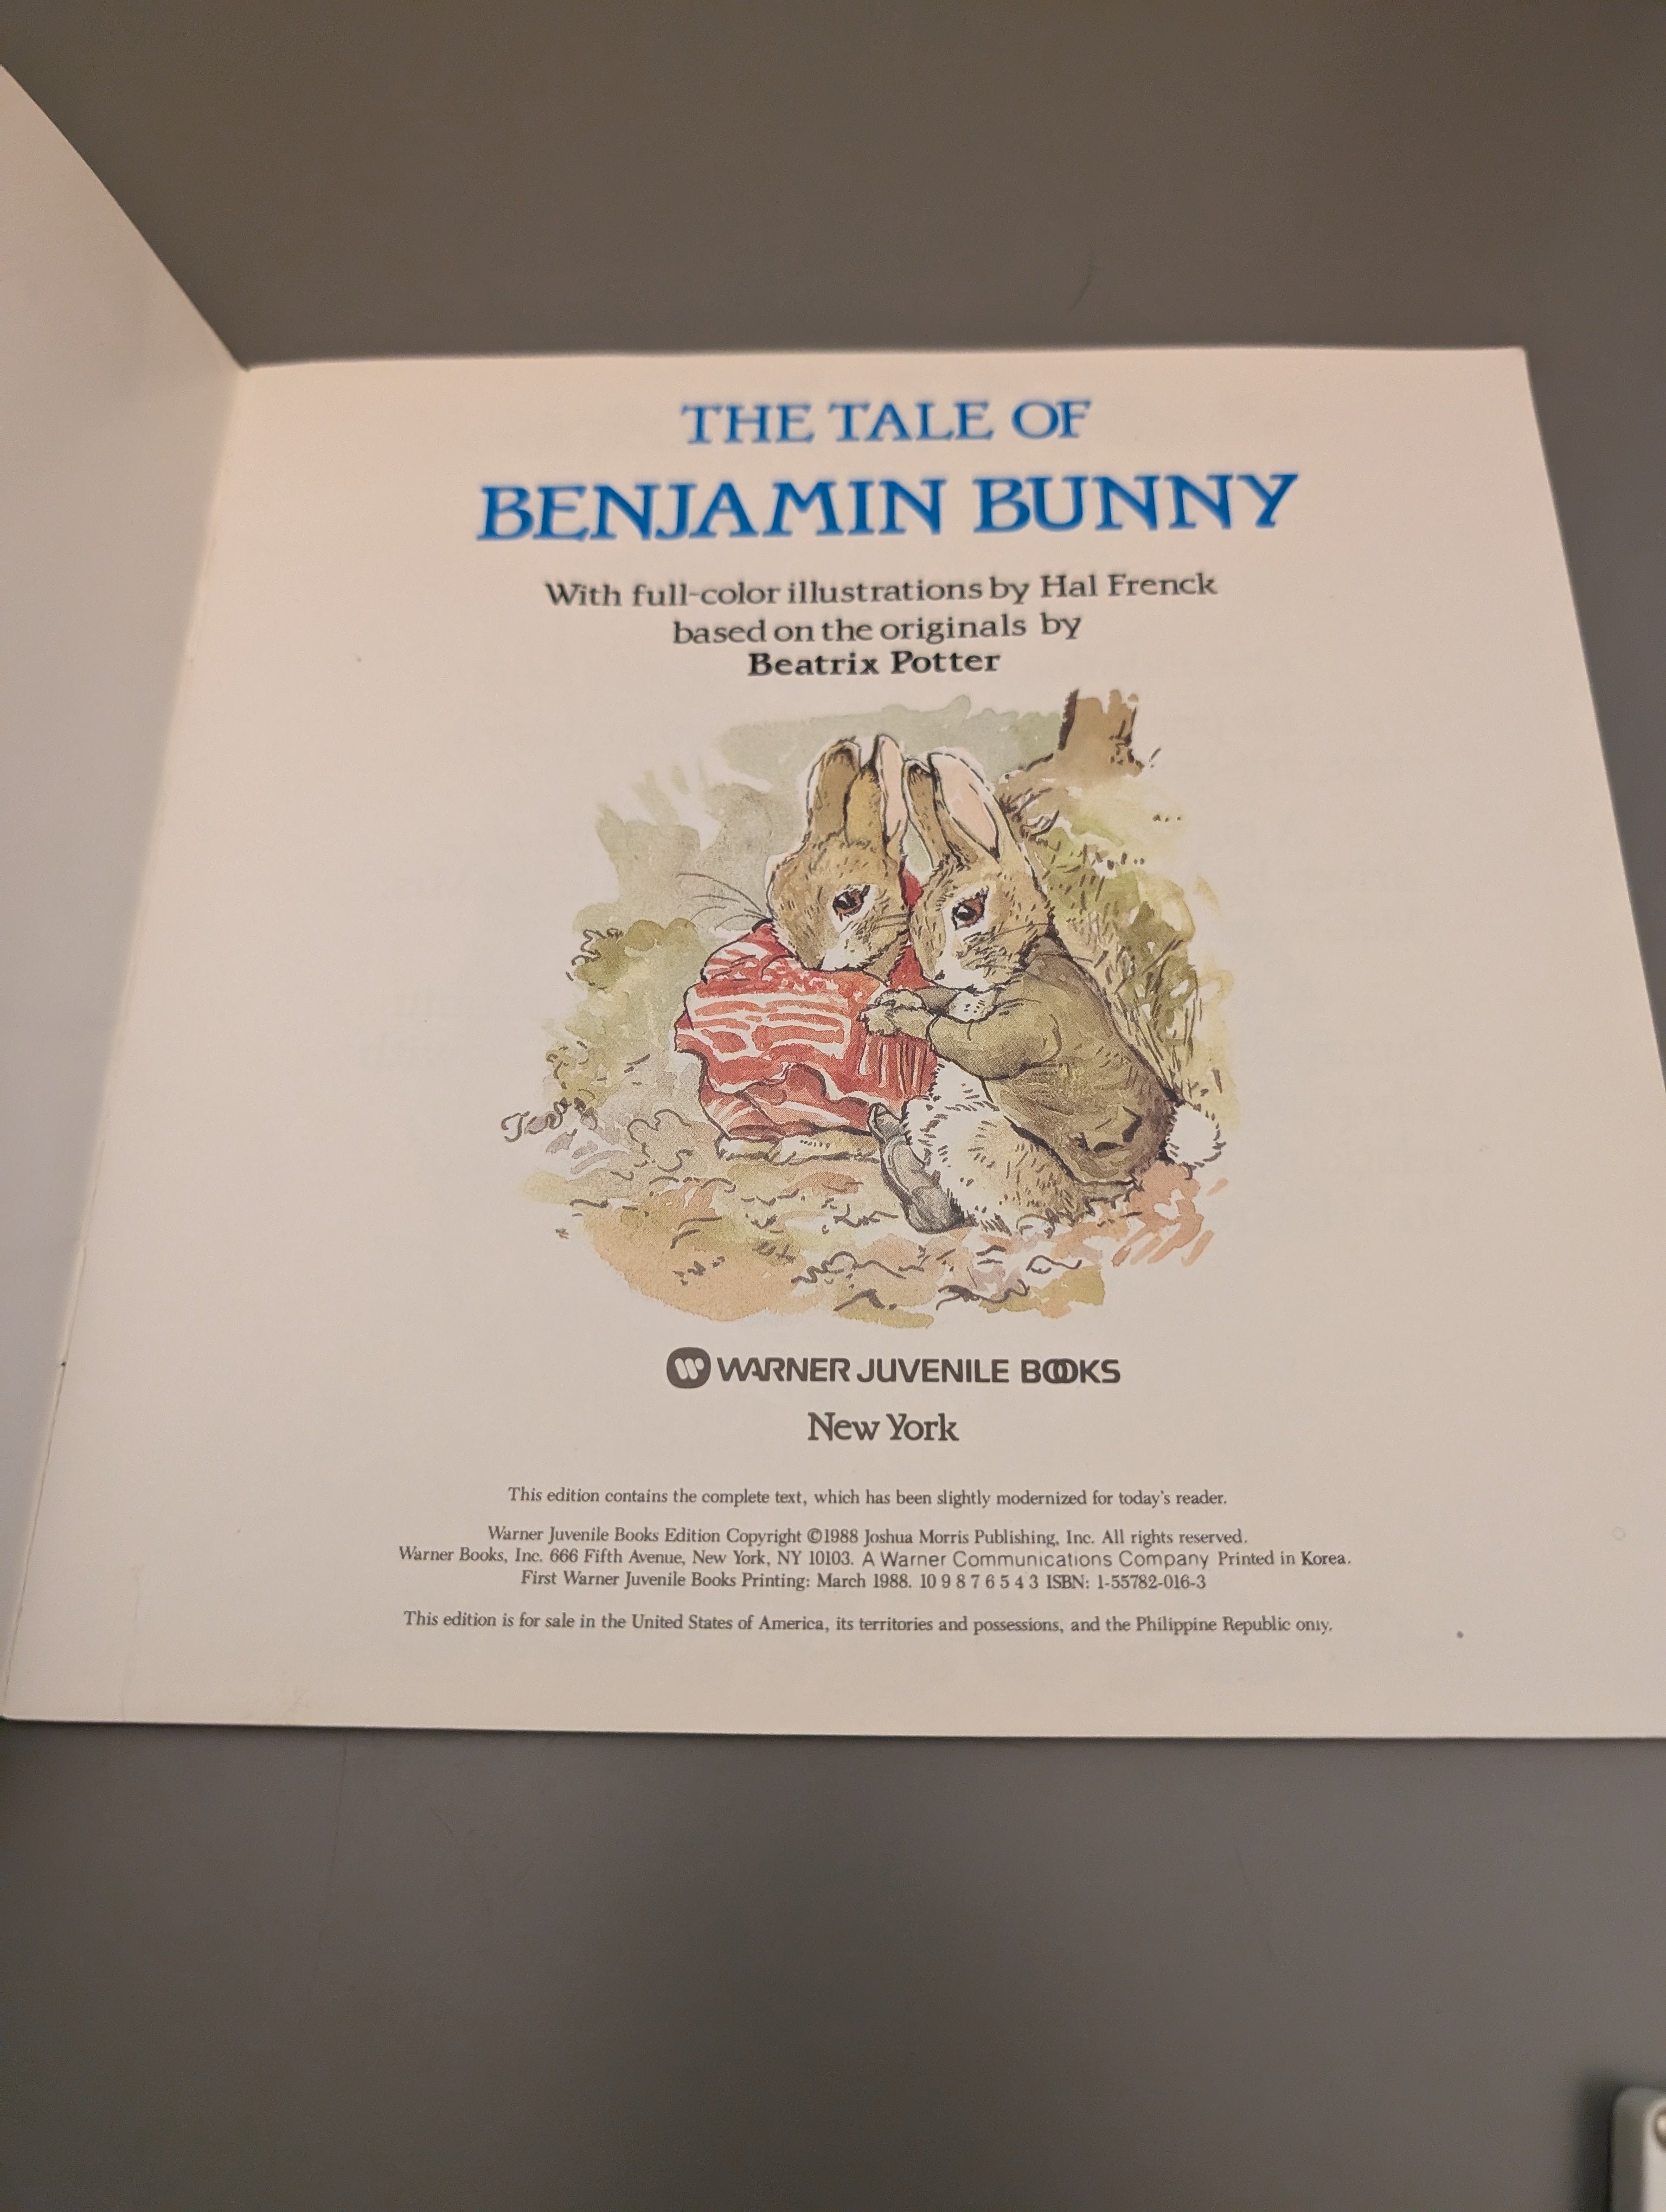 THE TALE OF
BENJAMIN BUNNY
With full-color illustrations by Hal Frenck
based on the originals by
Beatrix Potter
WARNER JUVENILE BOOKS
New York
This edition contains the complete text, which has been slightly modernized for today's reader.
Warner Juvenile Books Edition Copyright ©1988 Joshua Morris Publishing, Inc. All rights reserved.
Warner Books, Inc. 666 Fifth Avenue, New York, NY 10103. A Warner Communications Company Printed in Korea.
First Warner Juvenile Books Printing: March 1988. 10 9 8 7 6 5 4 3 ISBN: 1-55782-016-3
This edition is for sale in the United States of America, its territories and possessions, and the Philippine Republic only.